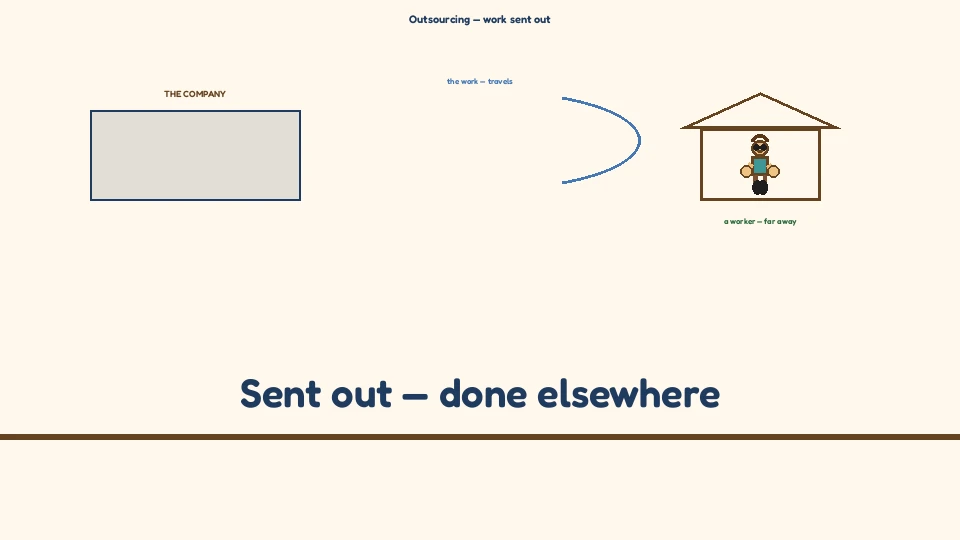 Outsourcing — work sent out
the work — travels
THE COMPANY
a worker — far away
Sent out — done elsewhere